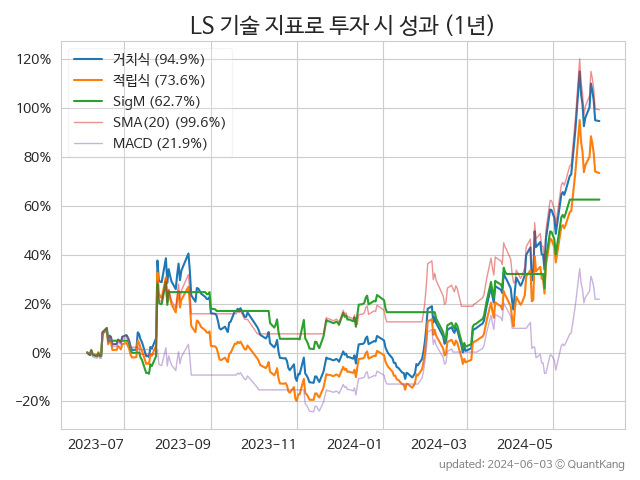 LS 기술 지표로 투자 시 성과 (1년)
거치식 (94.9%)
적립식 (73.6%)
SigM (62.7%)
SMA(20) (99.6%)
MACD (21.9%)
120%
100%
80%
60%
40%
20%
0%
−20%
2023-07 2023-09 2023-11 2024-01 2024-03 2024-05
updated: 2024-06-03 ⓒ QuantKang